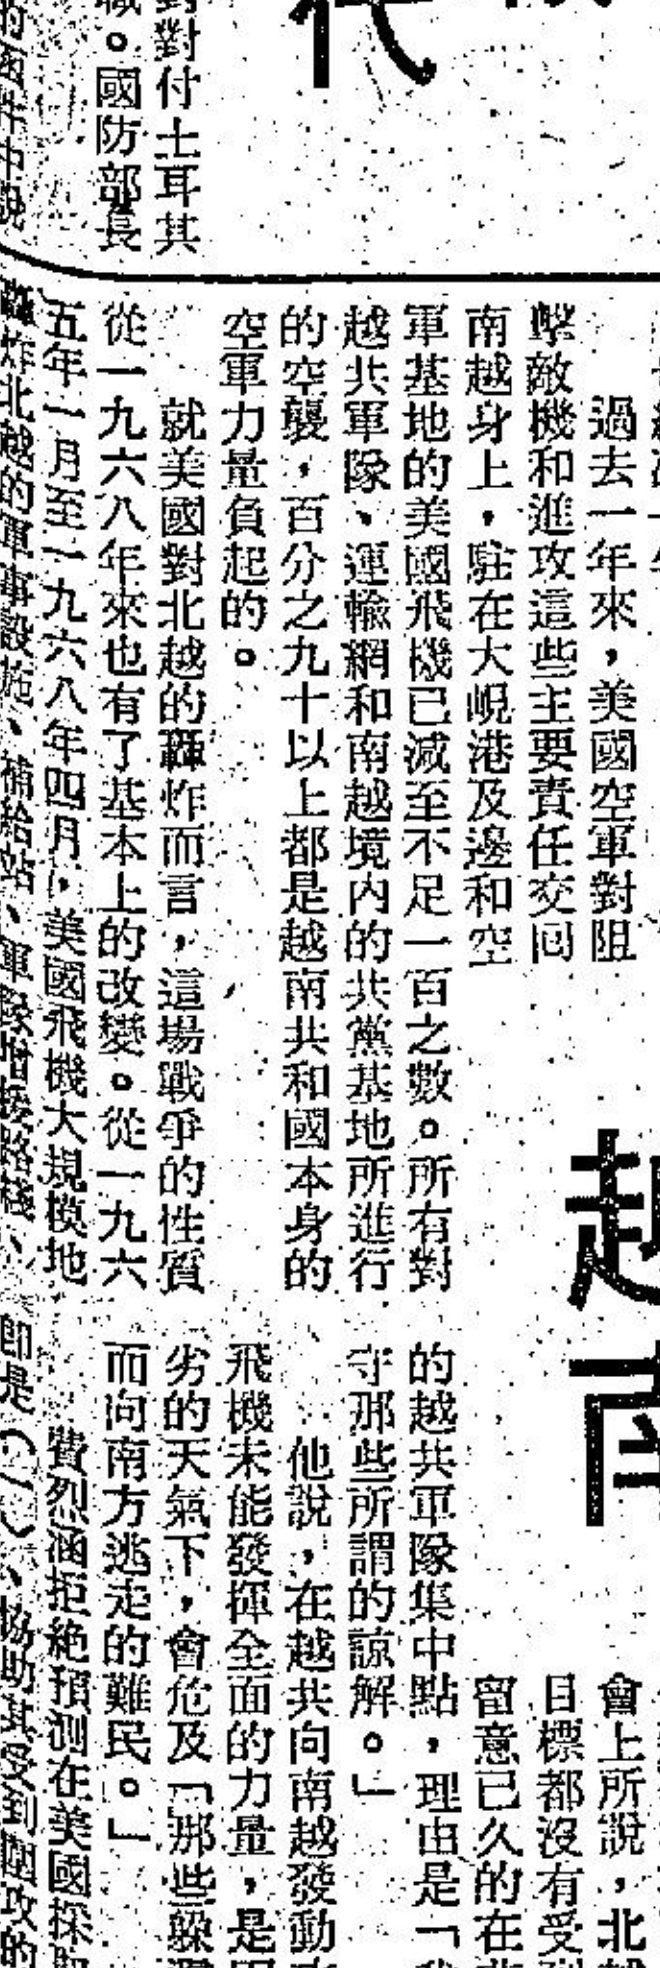 代
對付土耳其
職。國防部長
的函件中說
過去一年來，美國空軍對阻
擊敵機和進攻這些主要責任交回
南越身上，駐在大峴港及邊和空
軍基地的美國飛機已減至不足一百之數。所有對
越共軍隊、運輸網和南越境內的共黨基地所進行
的空襲，百分之九十以上都是越南共和國本身的
空軍力量負起的。
就美國對北越的轟炸而言，這場戰爭的性質
從一九六八年來也有了基本上的改變。從一九六
五年一月至一九六八年四月，美國飛機大規模地
轟炸北越的軍事設施、補給站、軍隊增援路綫、
越南
會上所說，北
目標都沒有受
留意已久的在
的越共軍隊集中點，理由是「
守那些所謂的諒解。」
他說，在越共向南越發動
飛機未能發揮全面的力量，是
劣的天氣下，會危及「那些躲
而向南方逃走的難民。」
費烈涵拒絕預測在美國採取
即是（一）、協助其受到圍攻的